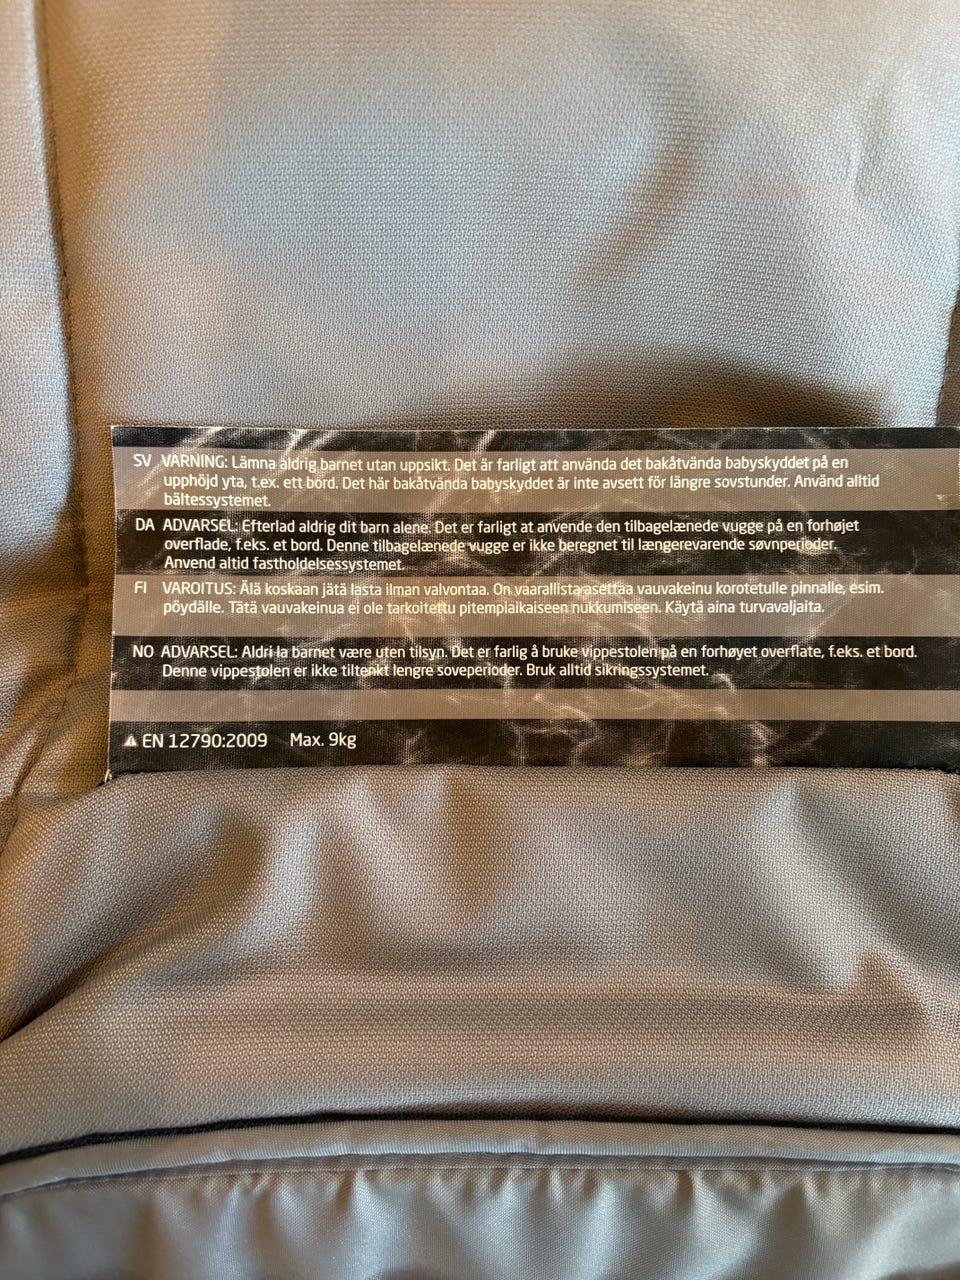 SV VARNING: Lämna aldrig barnet utan uppsikt. Det är farligt att använda det bakåtvända babyskyddet på en
upphöjd yta, t.ex. ett bord. Det här bakåtvända babyskyddet är inte avsett för längre sovstunder. Använd alltid
bältessystemet.
DA ADVARSEL: Efterlad aldrig dit barn alene. Det er farligt at anvende den tilbagelænede vugge på en forhøjet
overflade, f.eks. et bord. Denne tilbagelænede vugge er ikke beregnet til længerevarende søvnperioder.
Anvend altid fastholdelsessystemet.
FI VAROITUS: Älä koskaan jätä lasta ilman valvontaa. On vaarallista asettaa vauvakeinu korotetulle pinnalle, esim.
pöydälle. Tätä vauvakeinua ei ole tarkoitettu pitempiaikaiseen nukkumiseen. Käytä aina turvavaljaita.
NO ADVARSEL: Aldri la barnet være uten tilsyn. Det er farlig å bruke vippestolen på en forhøyet overflate, f.eks. et bord.
Denne vippestolen er ikke tiltenkt lengre soveperioder. Bruk alltid sikringssystemet.
⚠ EN 12790:2009 Max. 9kg